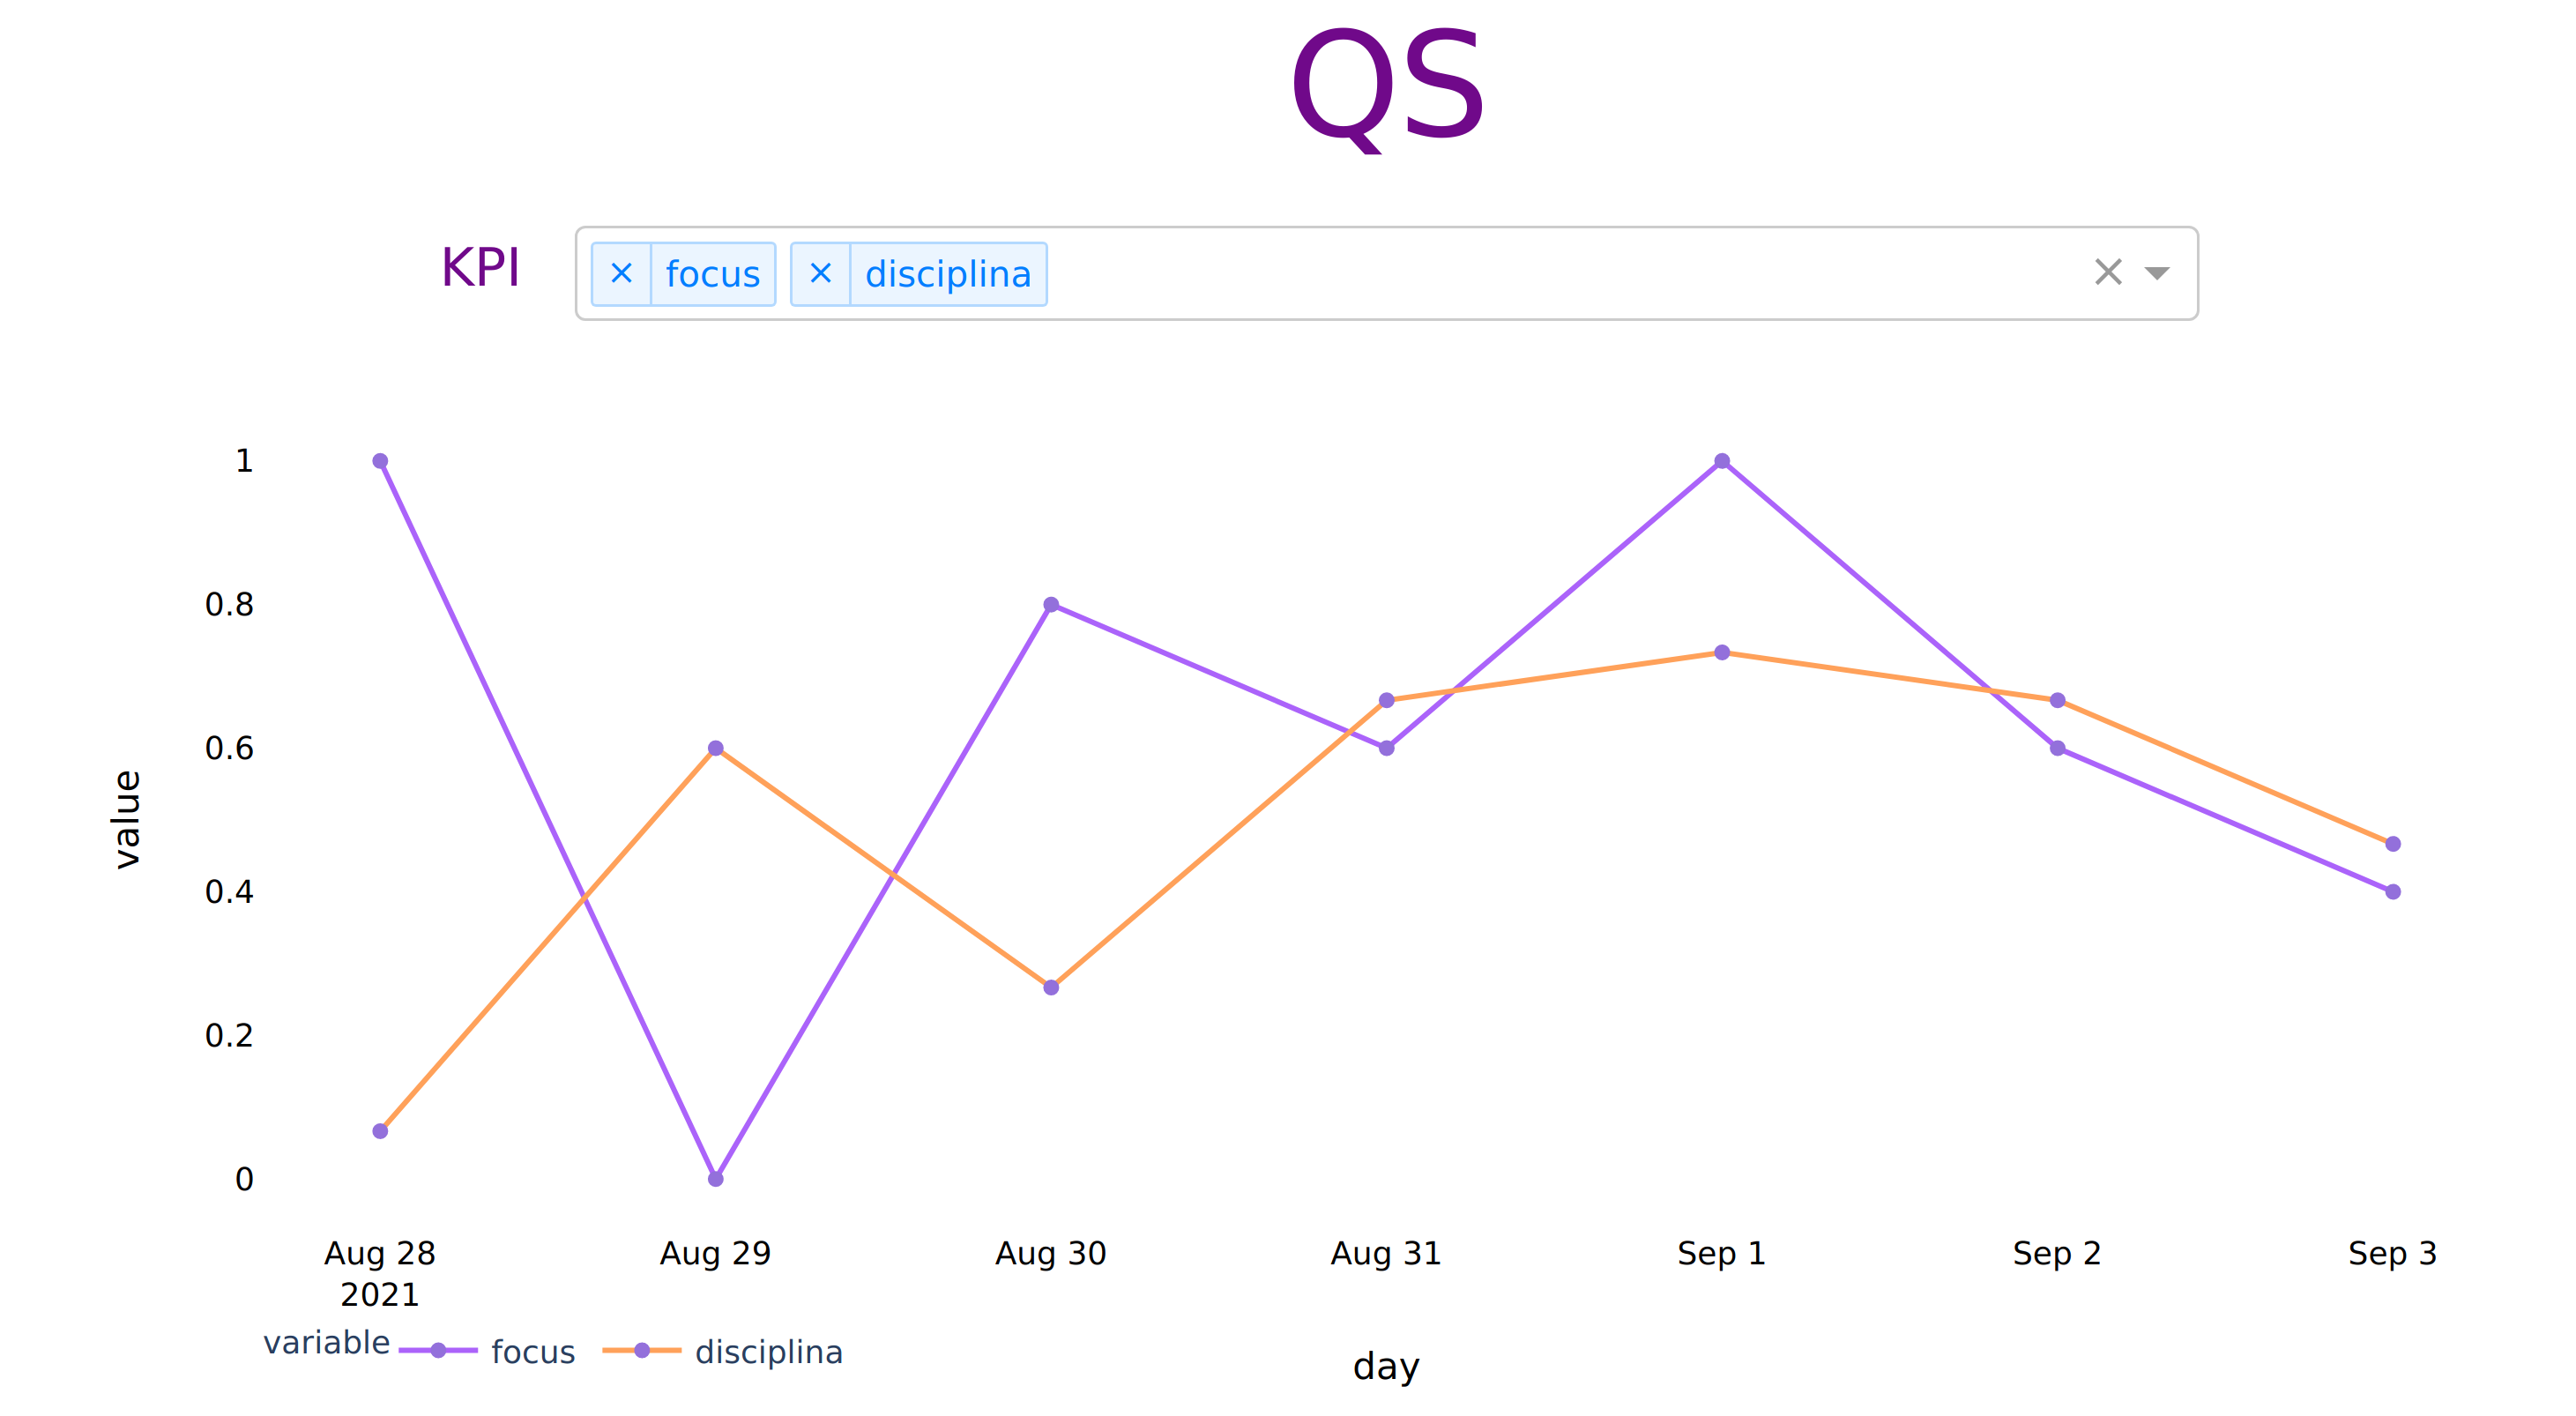 QS
KPI
× focus × disciplina
value
1
0.8
0.6
0.4
0.2
0
Aug 28 Aug 29 Aug 30 Aug 31 Sep 1 Sep 2 Sep 3
2021
variable focus disciplina
day